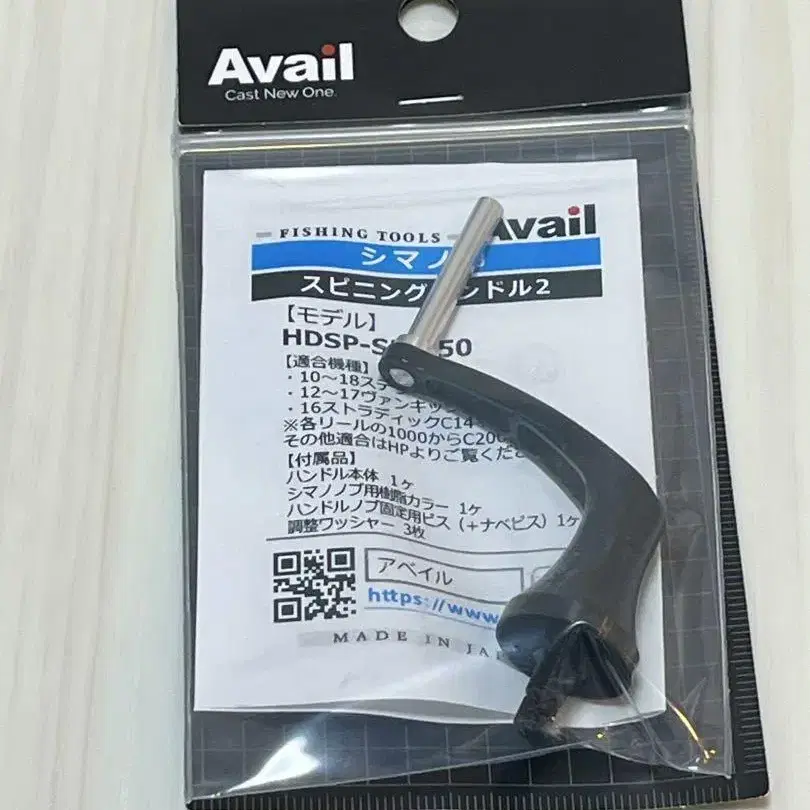 Avail
Cast New One.
FISHING TOOLS Avail
シマノ
スピニング ンドル2
【モデル】
HDSP-S 50
【適合機種】
・10～18ステ
・12～17ヴァンキッシュ
・16ストラディックC14
※各リールの1000からC200
その他適合はHPよりご覧くださ
【付属品】
ハンドル本体 1ヶ
シマノノブ用樹脂カラー 1ヶ
ハンドルノブ固定用ビス（+ナベビス）1ヶ
調整ワッシャー 3枚
アベイル
https://www
MADE IN JA